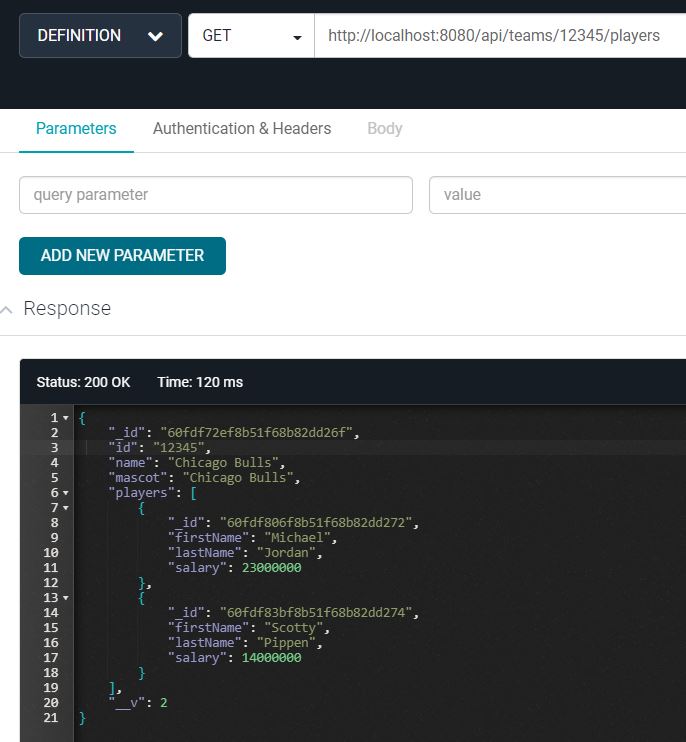 DEFINITION GET http://localhost:8080/api/teams/12345/players
Parameters Authentication & Headers Body
query parameter value
ADD NEW PARAMETER
Response
Status: 200 OK Time: 120 ms
1 {
2 "_id": "60fdf72ef8b51f68b82dd26f",
3 "id": "12345",
4 "name": "Chicago Bulls",
5 "mascot": "Chicago Bulls",
6 "players": [
7 {
8 "_id": "60fdf806f8b51f68b82dd272",
9 "firstName": "Michael",
10 "lastName": "Jordan",
11 "salary": 23000000
12 },
13 {
14 "_id": "60fdf83bf8b51f68b82dd274",
15 "firstName": "Scotty",
16 "lastName": "Pippen",
17 "salary": 14000000
18 }
19 ],
20 "__v": 2
21 }